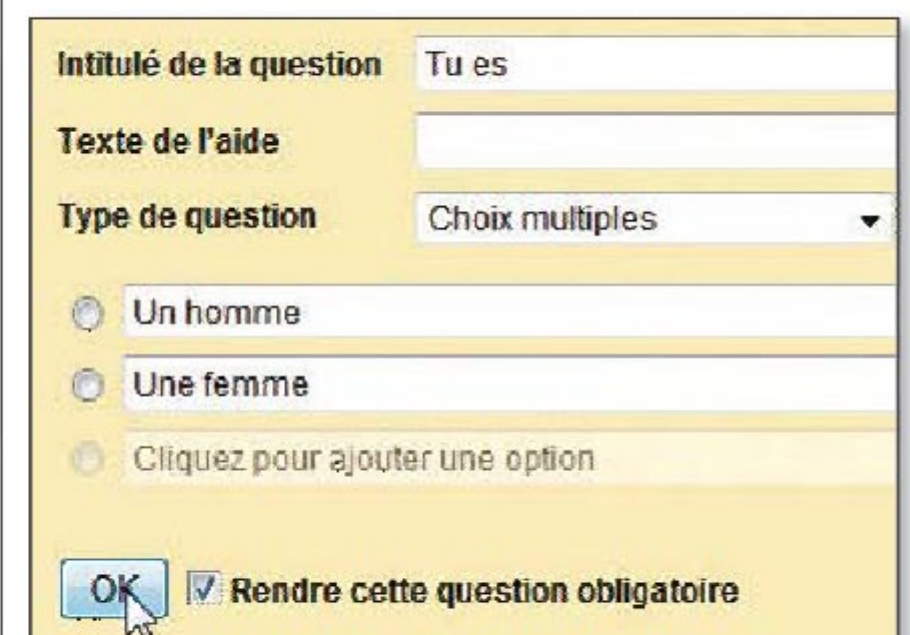 Intitulé de la question Tu es
Texte de l'aide
Type de question Choix multiples
Un homme
Une femme
Cliquez pour ajouter une option
OK Rendre cette question obligatoire